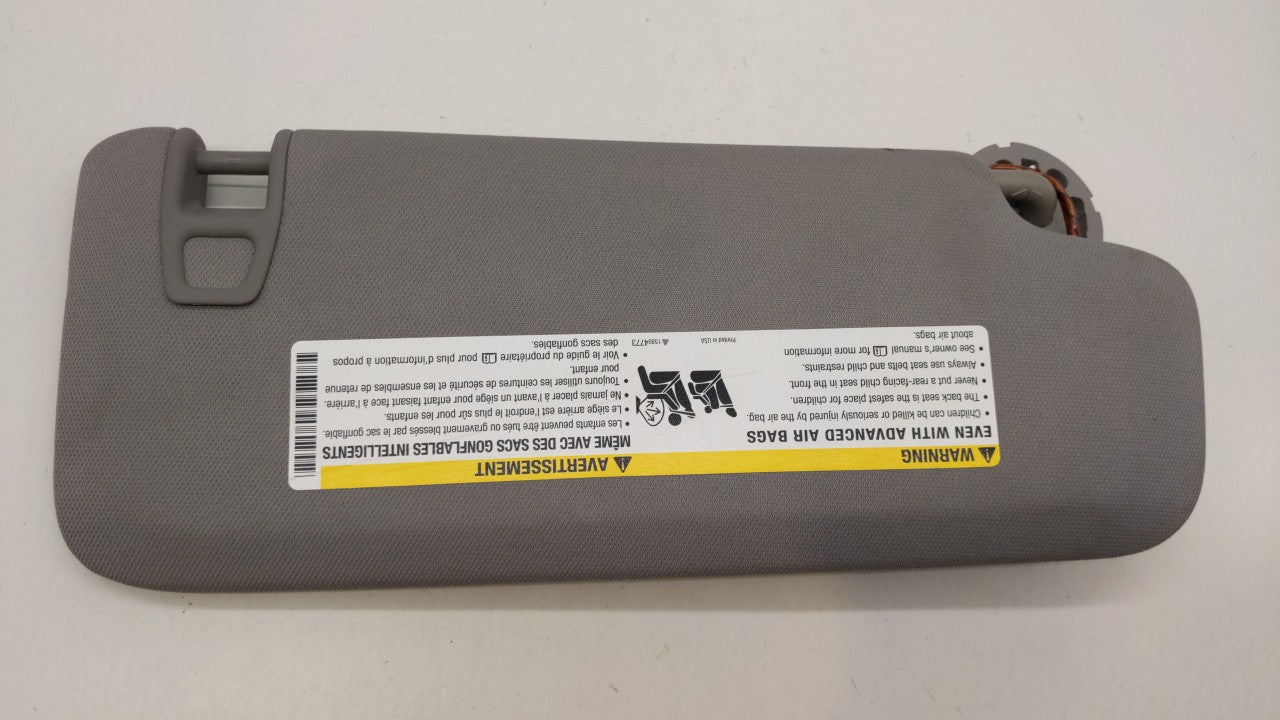 WARNING
EVEN WITH ADVANCED AIR BAGS
• Children can be killed or seriously injured by the air bag.
• The back seat is the safest place for children.
• Never put a rear-facing child seat in the front.
• Always use seat belts and child restraints.
• See owner's manual for more information
about air bags.
Printed in USA
15804773
AVERTISSEMENT
MÊME AVEC DES SACS GONFLABLES INTELLIGENTS
• Les enfants peuvent être tués ou gravement blessés par le sac gonflable.
• Le siège arrière est l'endroit le plus sûr pour les enfants.
• Ne jamais placer à l'avant un siège pour enfant faisant face à l'arrière.
• Toujours utiliser les ceintures de sécurité et les ensembles de retenue
pour enfant.
• Voir le guide du propriétaire pour plus d'information à propos
des sacs gonflables.